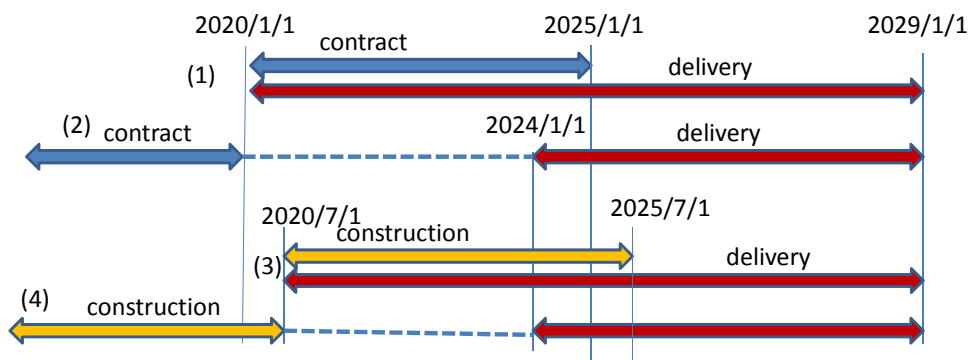 2020/1/1 2025/1/1 2029/1/1
contract
(1) delivery
(2) contract 2024/1/1 delivery
2020/7/1 2025/7/1
construction
(3) delivery
(4) construction